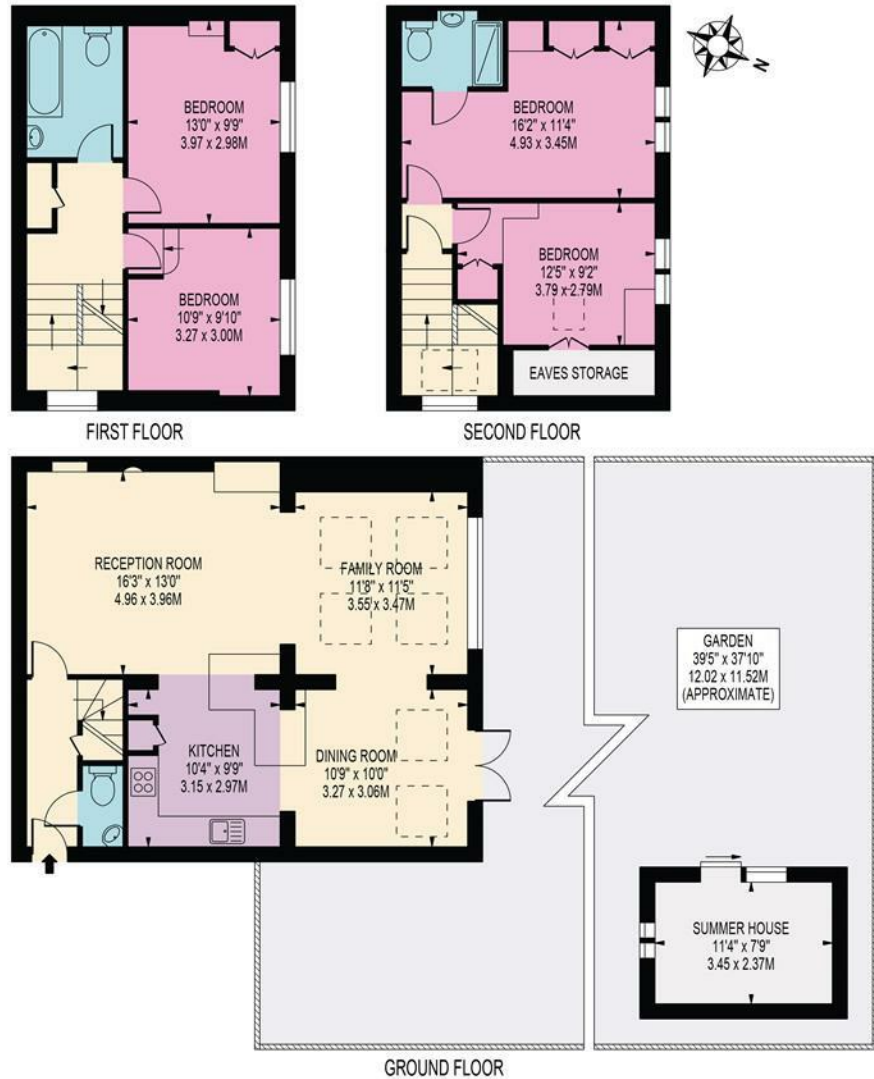 BEDROOM
13'0" x 9'9"
3.97 x 2.98M
BEDROOM
10'9" x 9'10"
3.27 x 3.00M
FIRST FLOOR
BEDROOM
16'2" x 11'4"
4.93 x 3.45M
BEDROOM
12'5" x 9'2"
3.79 x 2.79M
EAVES STORAGE
SECOND FLOOR
N
RECEPTION ROOM
16'3" x 13'0"
4.96 x 3.96M
FAMILY ROOM
11'8" x 11'5"
3.55 x 3.47M
KITCHEN
10'4" x 9'9"
3.15 x 2.97M
DINING ROOM
10'9" x 10'0"
3.27 x 3.06M
GARDEN
39'5" x 37'10"
12.02 x 11.52M
(APPROXIMATE)
SUMMER HOUSE
11'4" x 7'9"
3.45 x 2.37M
GROUND FLOOR